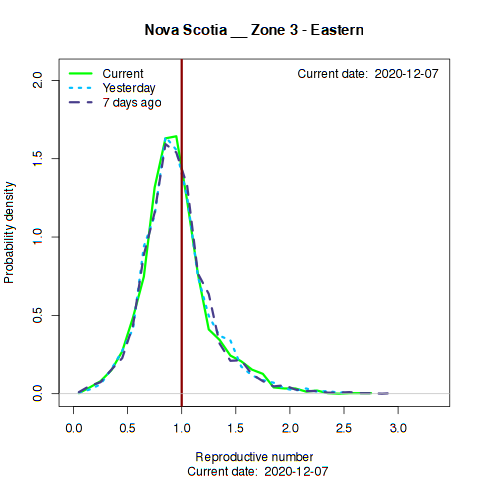 Nova Scotia __ Zone 3 - Eastern
Current
Yesterday
7 days ago
Current date: 2020-12-07
Probability density
2.0
1.5
1.0
0.5
0.0
0.0 0.5 1.0 1.5 2.0 2.5 3.0
Reproductive number
Current date: 2020-12-07